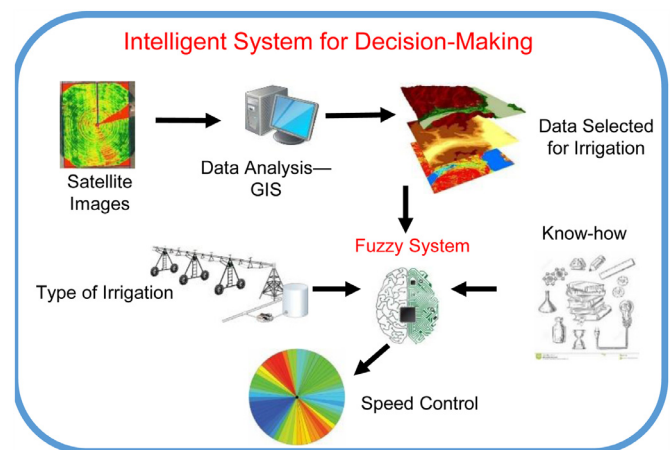 Intelligent System for Decision-Making
Satellite
Images
Data Analysis—
GIS
Data Selected
for Irrigation
Fuzzy System
Know-how
Type of Irrigation
Speed Control